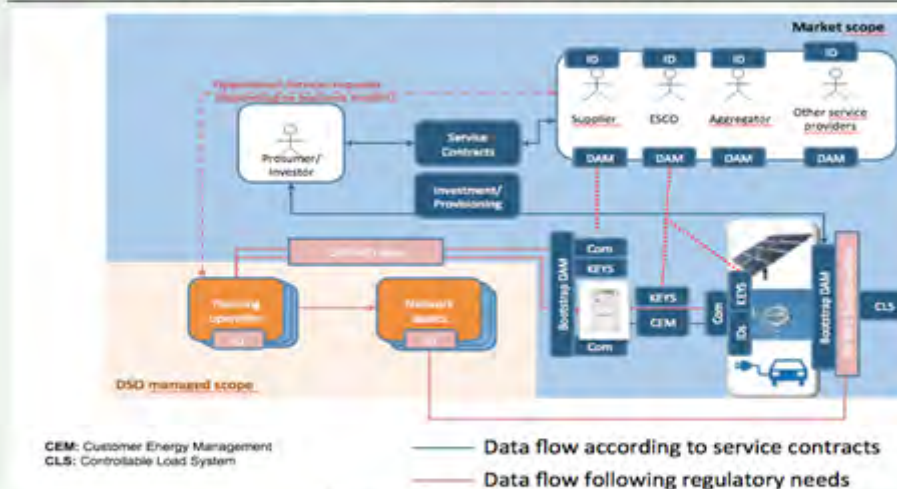 Market scope
ID
ID
ID
ID
Supplier
ESCO
Aggregator
Other service
providers
DAM
DAM
DAM
DAM
Prosumer/
Investor
Service
Contracts
Investment/
Provisioning
Bootstrap DAM
Com
KEYS
Com
KEYS
CEM
Com
KEYS
IDs
Bootstrap DAM
CLS
operator
Network
DSO managed scope
CEM: Customer Energy Management
CLS: Controllable Load System
Data flow according to service contracts
Data flow following regulatory needs